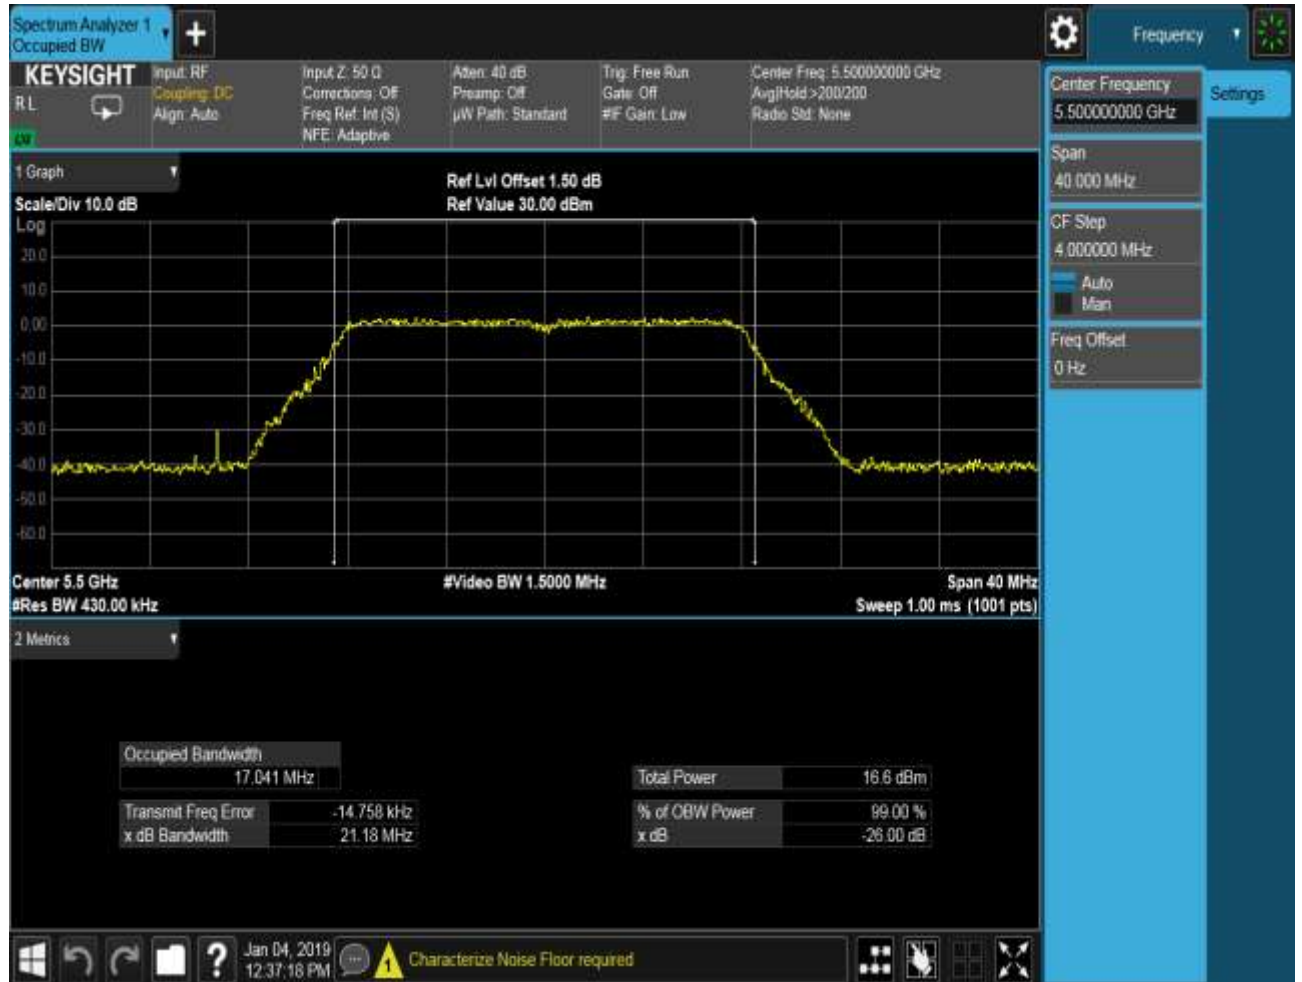 Spectrum Analyzer 1
Occupied BW
Frequency
KEYSIGHT
RL
Input: RF
Coupling: DC
Align: Auto
Input Z: 50 Ω
Corrections: Off
Freq Ref: Int (S)
NFE: Adaptive
Atten: 40 dB
Preamp: Off
µW Path: Standard
Trig: Free Run
Gate: Off
#IF Gain: Low
Center Freq: 5.500000000 GHz
Avg|Hold:>200/200
Radio Std: None
Center Frequency
5.500000000 GHz
Settings
Span
40.000 MHz
CF Step
4.000000 MHz
Auto
Man
Freq Offset
0 Hz
1 Graph
Scale/Div 10.0 dB
Ref Lvl Offset 1.50 dB
Ref Value 30.00 dBm
Log
20.0
10.0
0.00
-10.0
-20.0
-30.0
-40.0
-50.0
-60.0
Center 5.5 GHz
#Res BW 430.00 kHz
#Video BW 1.5000 MHz
Span 40 MHz
Sweep 1.00 ms (1001 pts)
2 Metrics
Occupied Bandwidth
17.041 MHz
Transmit Freq Error -14.758 kHz
x dB Bandwidth 21.18 MHz
Total Power 16.6 dBm
% of OBW Power 99.00 %
x dB -26.00 dB
Jan 04, 2019
12:37:18 PM
1
Characterize Noise Floor required